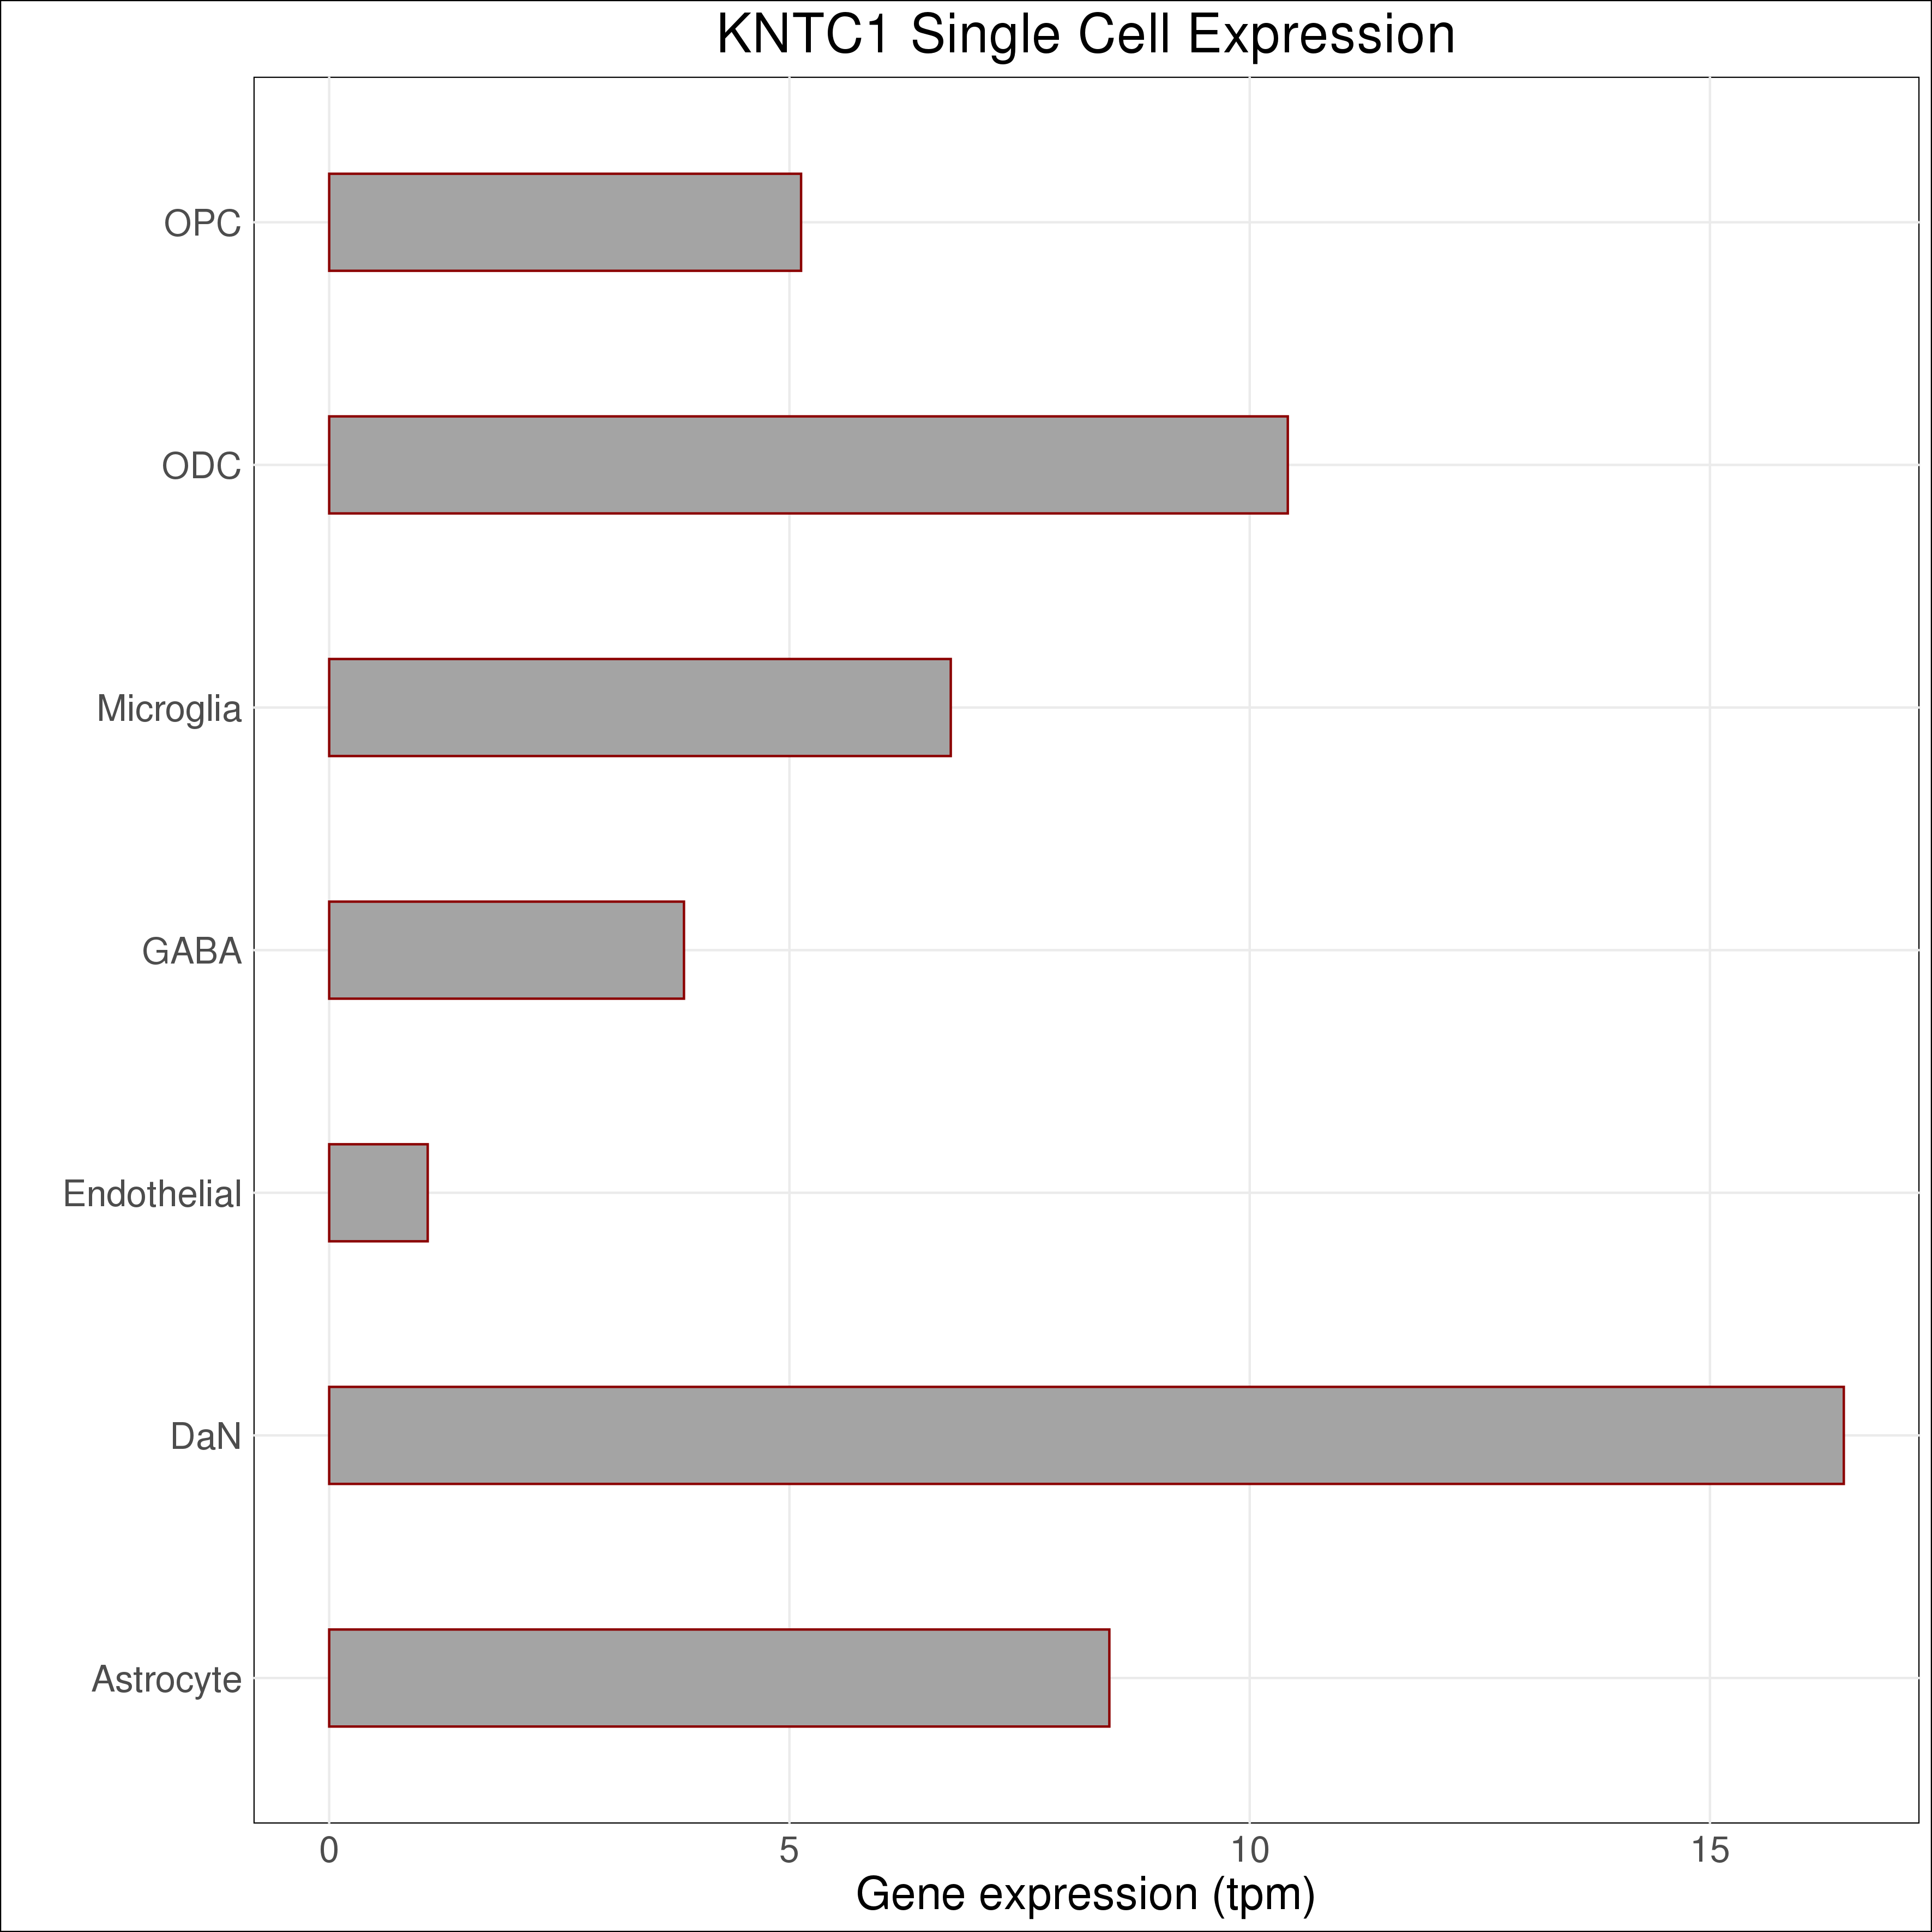 KNTC1 Single Cell Expression
OPC
ODC
Microglia
GABA
Endothelial
DaN
Astrocyte
0 5 10 15
Gene expression (tpm)